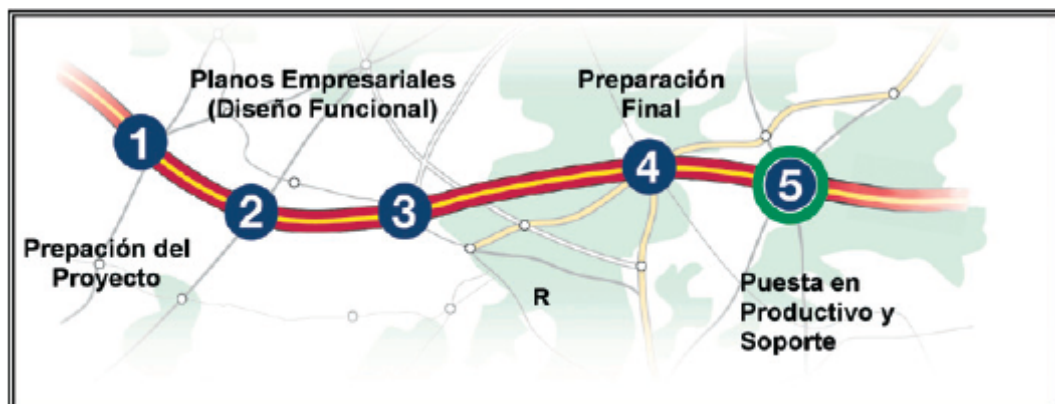 Planos Empresariales
(Diseño Funcional)
Preparación
Final
1
2
3
4
5
Prepación del
Proyecto
R
Puesta en
Productivo y
Soporte